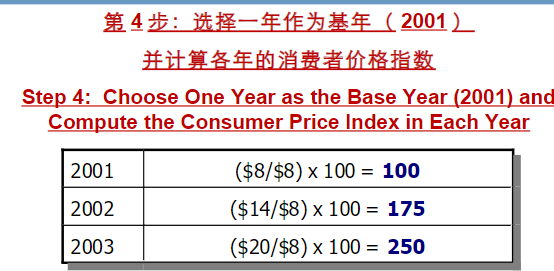 第 4 步：选择一年作为基年（ 2001 ）
并计算各年的消费者价格指数
Step 4: Choose One Year as the Base Year (2001) and
Compute the Consumer Price Index in Each Year
2001 ($8/$8) x 100 = 100
2002 ($14/$8) x 100 = 175
2003 ($20/$8) x 100 = 250